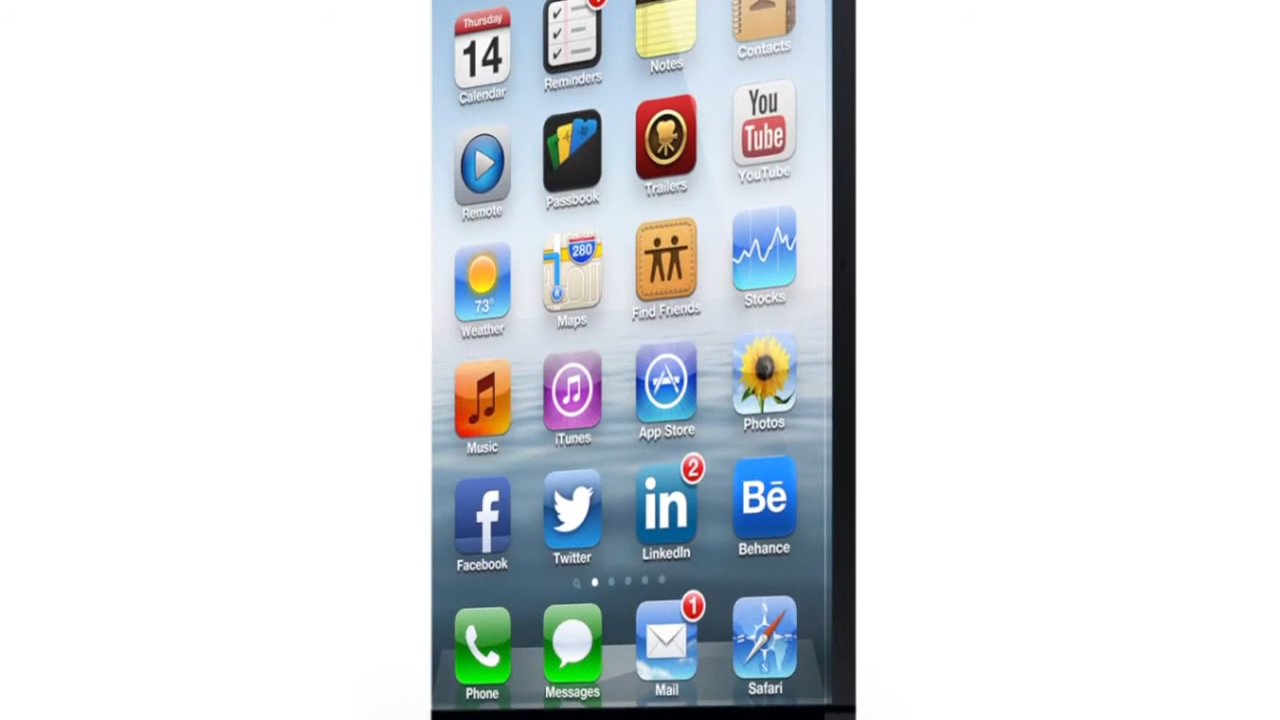 Thursday
14
Calendar
Reminders
Notes
Contacts
Remote
Passbook
Trailers
You
Tube
YouTube
73°
Weather
280
Maps
Find Friends
Stocks
Music
iTunes
App Store
Photos
f
Facebook
Twitter
in
2
LinkedIn
Bē
Behance
Phone
Messages
1
Mail
Safari